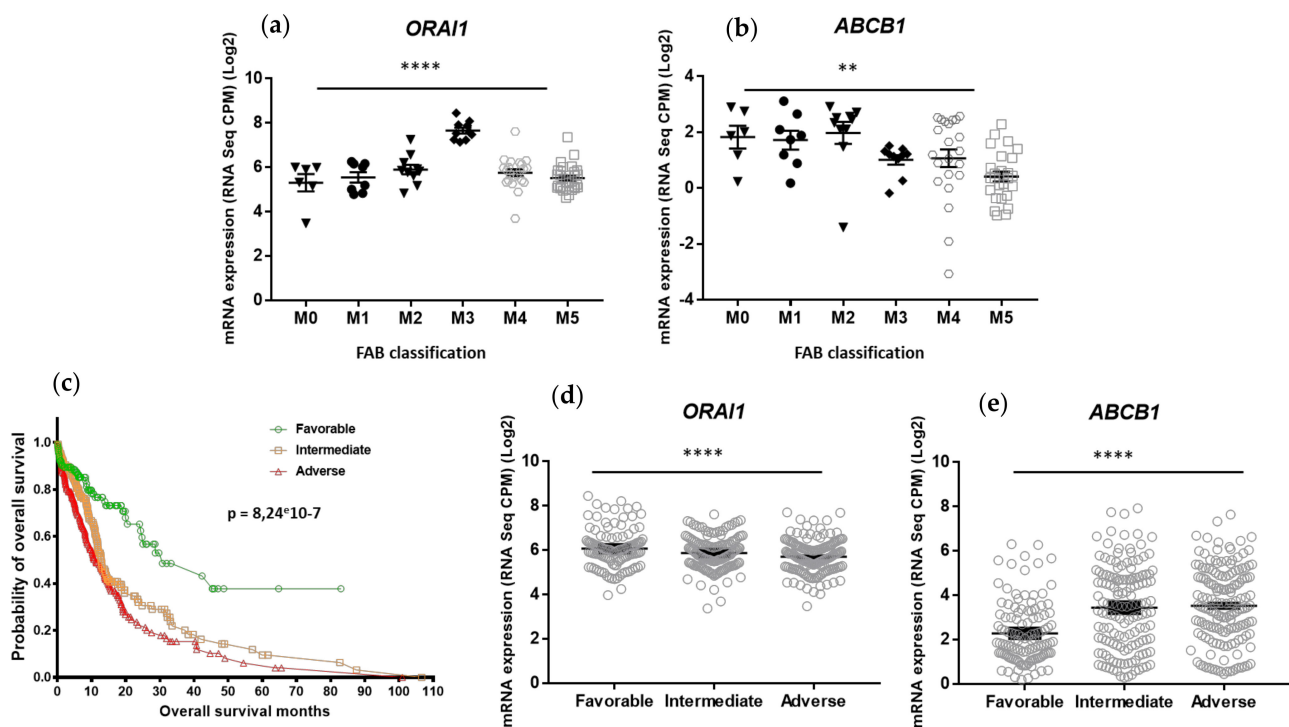 (a)
ORAI1
****
mRNA expression (RNA Seq CPM) (Log2)
10
8
6
4
2
0
M0 M1 M2 M3 M4 M5
FAB classification
(b)
ABCB1
**
mRNA expression (RNA Seq CPM) (Log2)
4
2
0
2
-4
M0 M1 M2 M3 M4 M5
FAB classification
(c)
Favorable
Intermediate
Adverse
p = 8,24e10-7
Probability of overall survival
1.0
0.8
0.6
0.4
0.2
0.0
0 10 20 30 40 50 60 70 80 90 100 110
Overall survival months
(d)
ORAI1
****
mRNA expression (RNA Seq CPM) (Log2)
10
8
6
4
2
0
Favorable Intermediate Adverse
(e)
ABCB1
****
mRNA expression (RNA Seq CPM) (Log2)
10
8
6
4
2
0
Favorable Intermediate Adverse